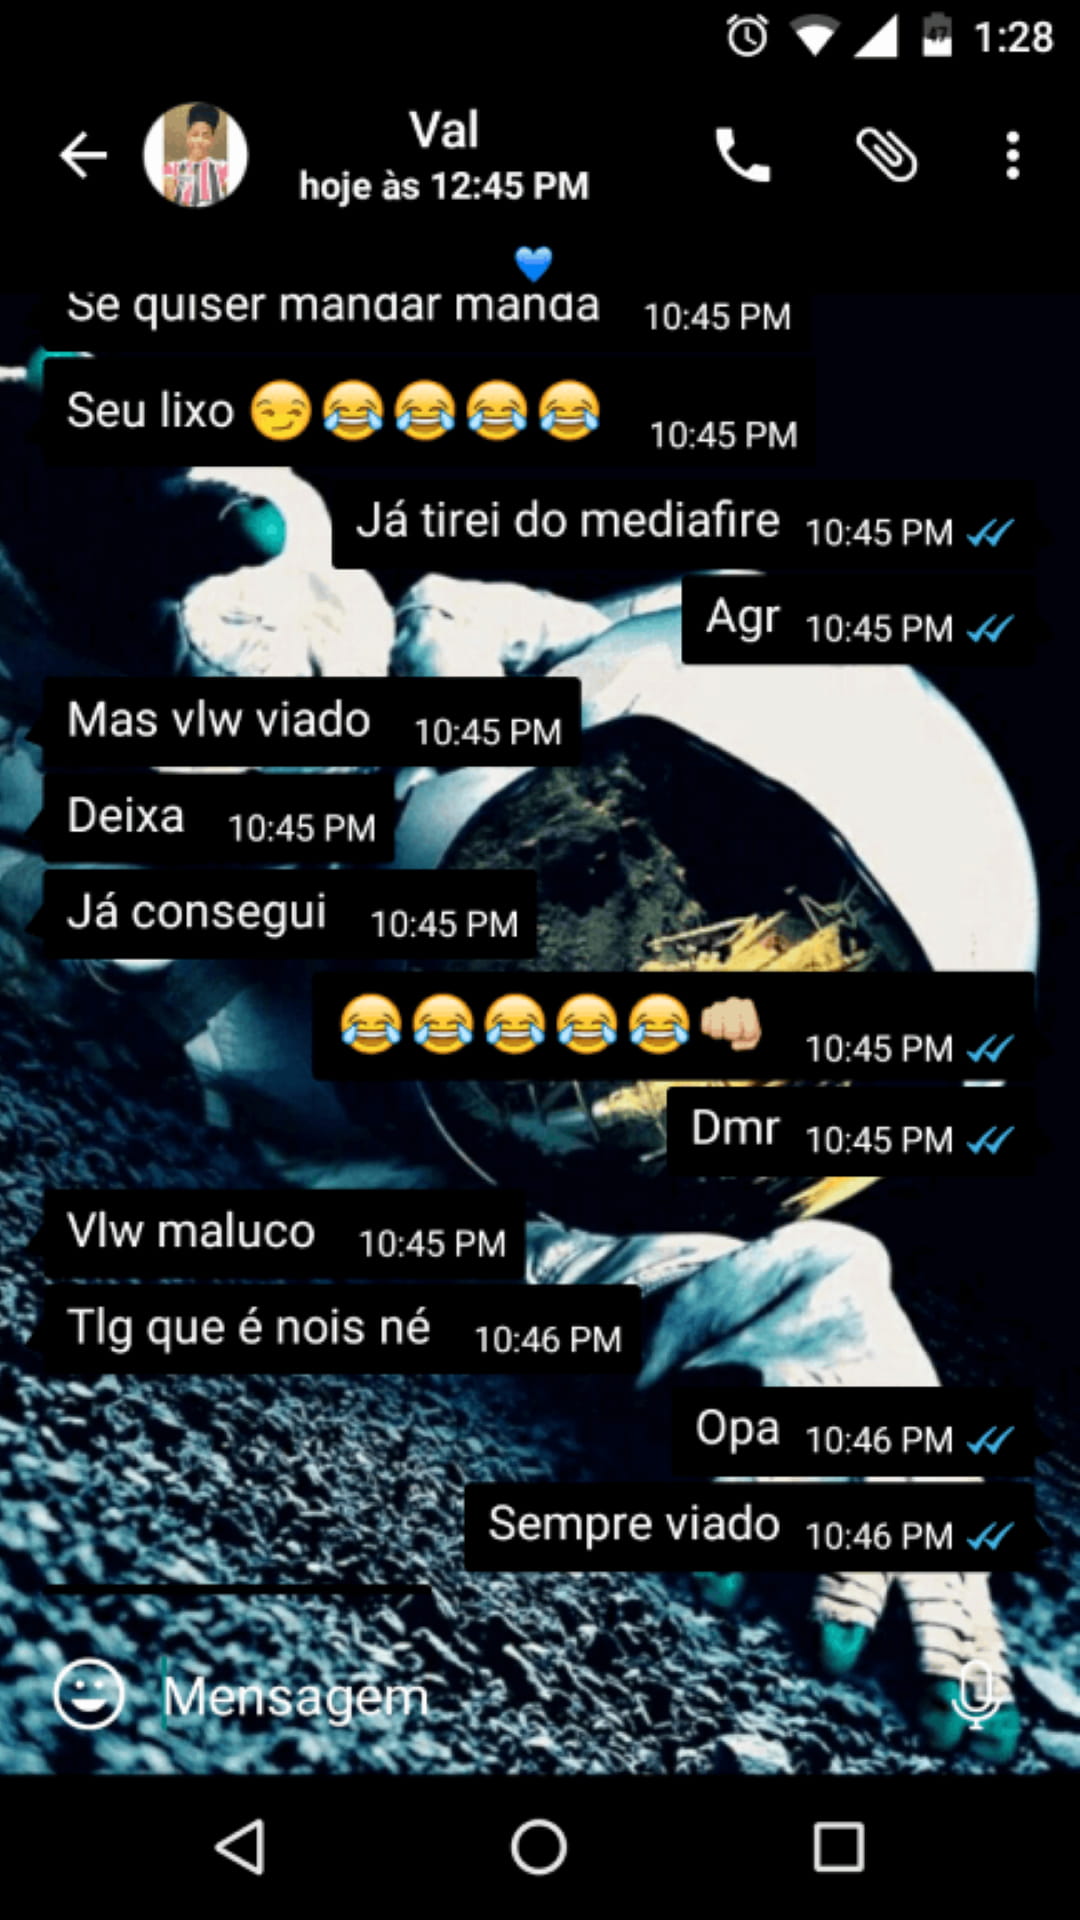 47 1:28
Val
hoje às 12:45 PM
💙
Se quiser mandar manda 10:45 PM
Seu lixo 😏😂😂😂😂 10:45 PM
Já tirei do mediafire 10:45 PM
Agr 10:45 PM
Mas vlw viado 10:45 PM
Deixa 10:45 PM
Já consegui 10:45 PM
😂😂😂😂😂👊🏼 10:45 PM
Dmr 10:45 PM
Vlw maluco 10:45 PM
Tlg que é nois né 10:46 PM
Opa 10:46 PM
Sempre viado 10:46 PM
Mensagem